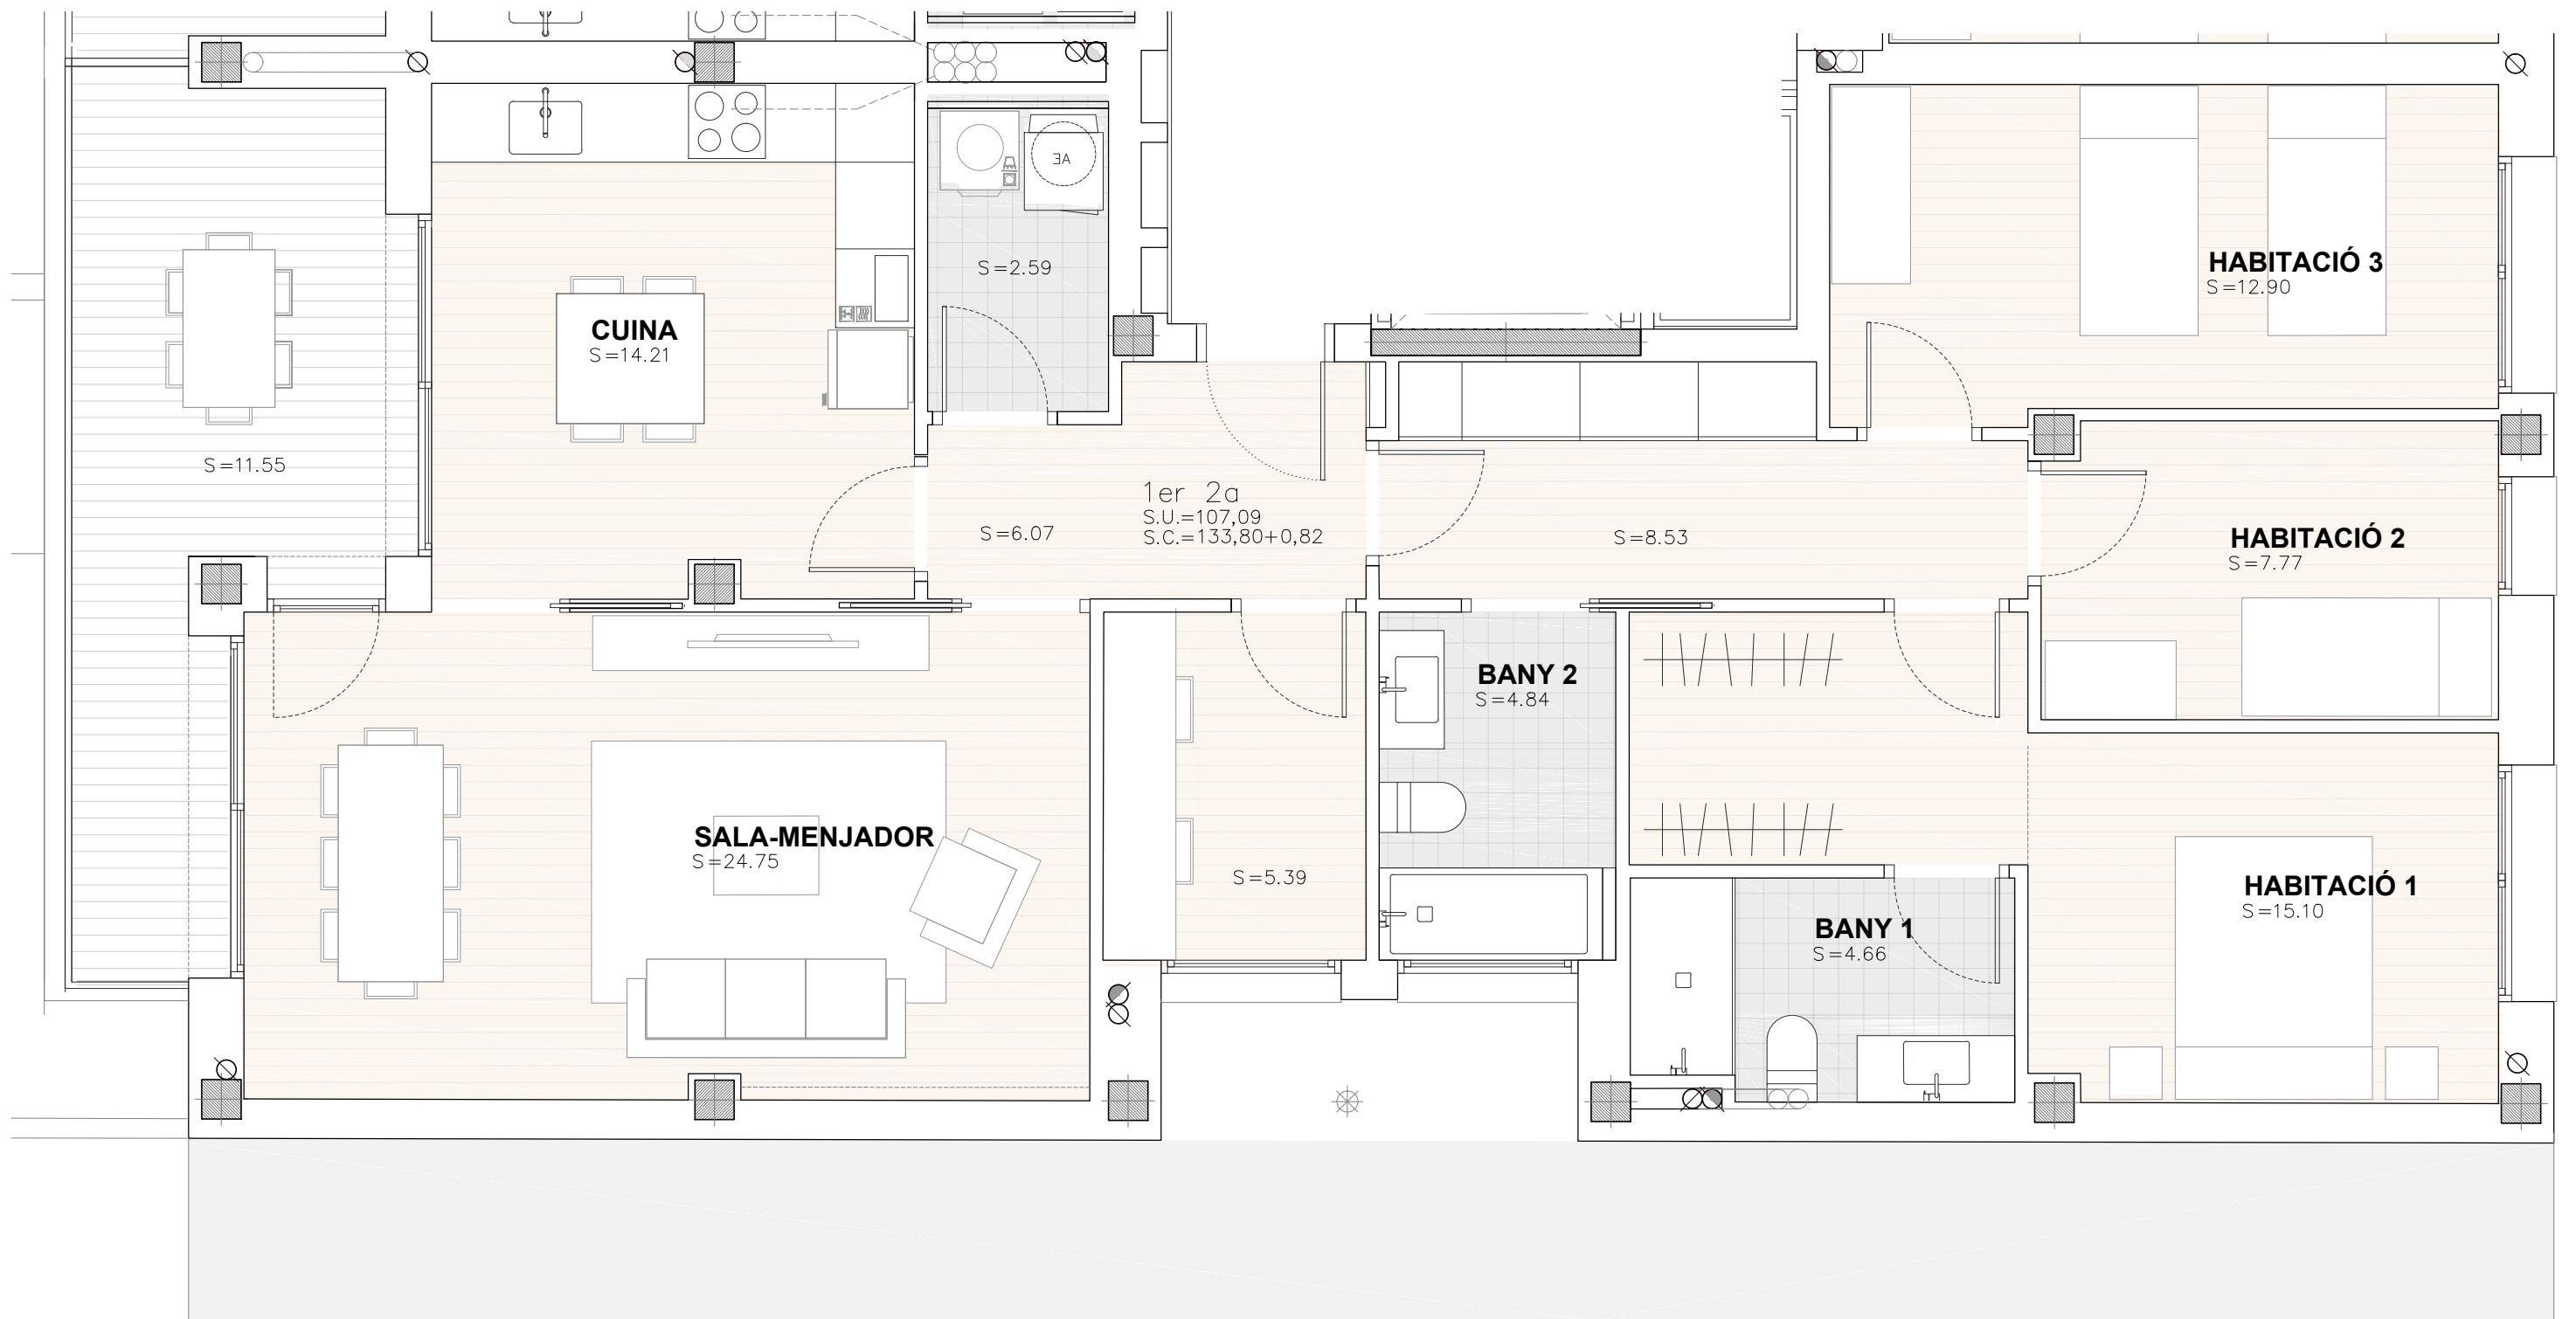 S=2.59
HABITACIÓ 3
S=12.90
CUINA
S=14.21
S=11.55
1er 2a
S.U.=107,09
S.C.=133,80+0,82
S=6.07
S=8.53
HABITACIÓ 2
S=7.77
BANY 2
S=4.84
SALA-MENJADOR
S=24.75
S=5.39
HABITACIÓ 1
S=15.10
BANY 1
S=4.66